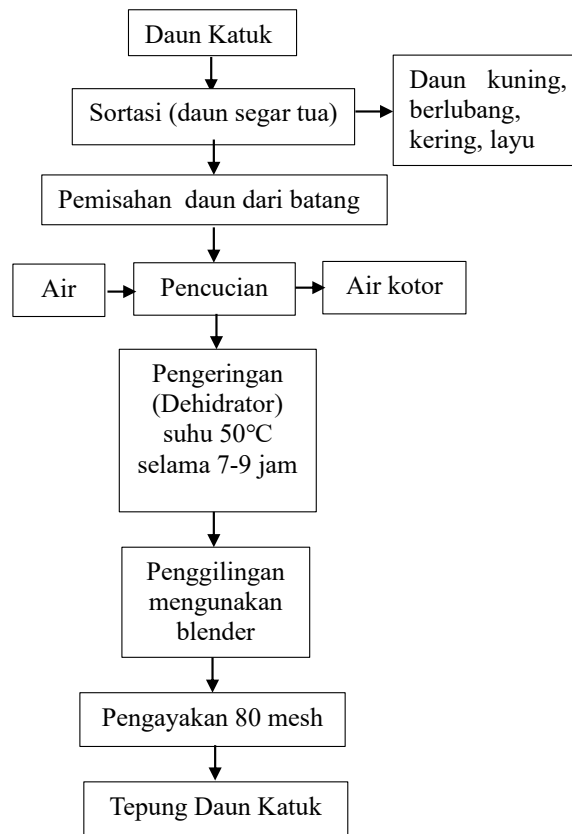 Daun Katuk
Sortasi (daun segar tua)
Daun kuning,
berlubang,
kering, layu
Pemisahan daun dari batang
Air
Pencucian
Air kotor
Pengeringan
(Dehidrator)
suhu 50℃
selama 7-9 jam
Penggilingan
mengunakan
blender
Pengayakan 80 mesh
Tepung Daun Katuk